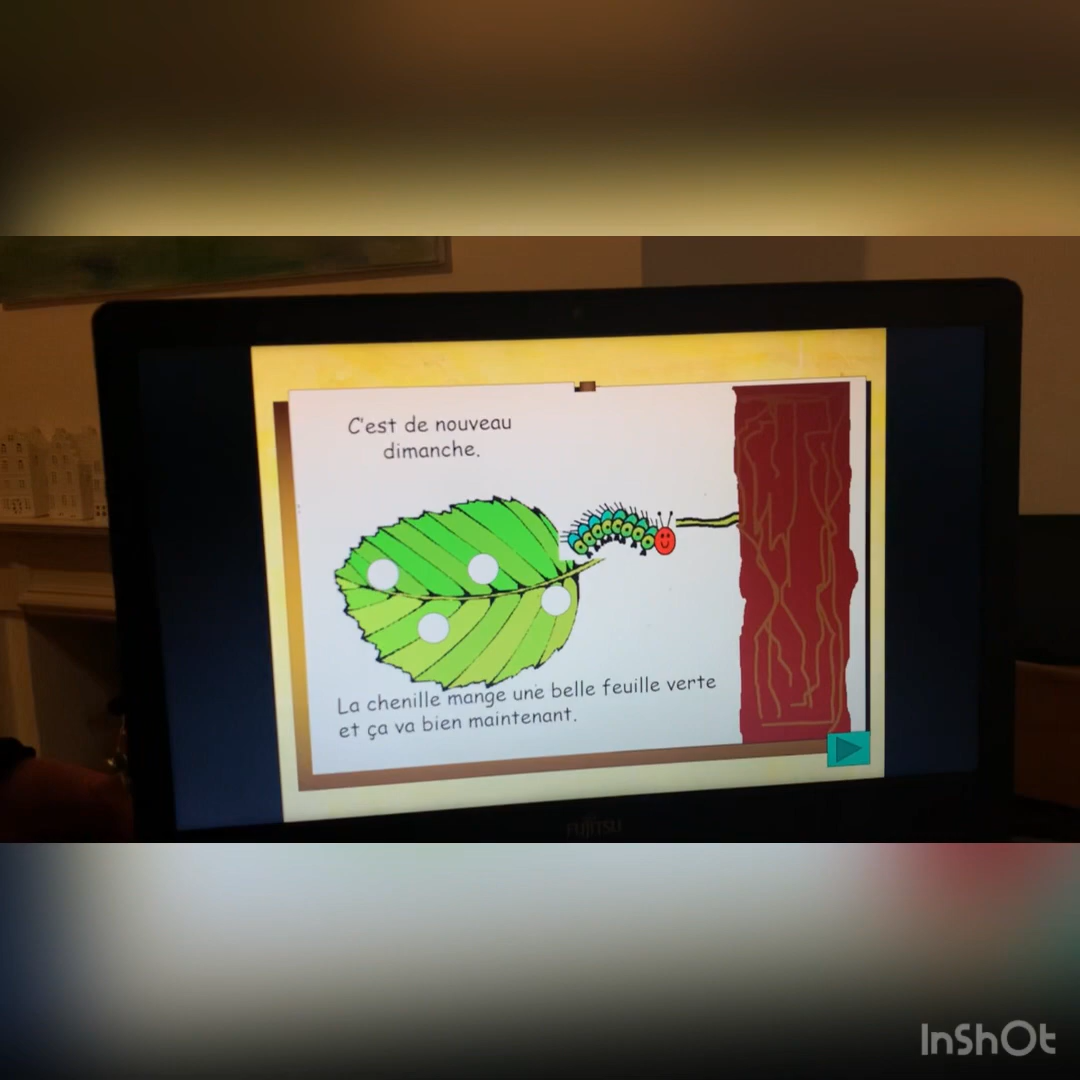 C'est de nouveau
dimanche.
La chenille mange une belle feuille verte
et ça va bien maintenant.
FUJITSU
InShOt